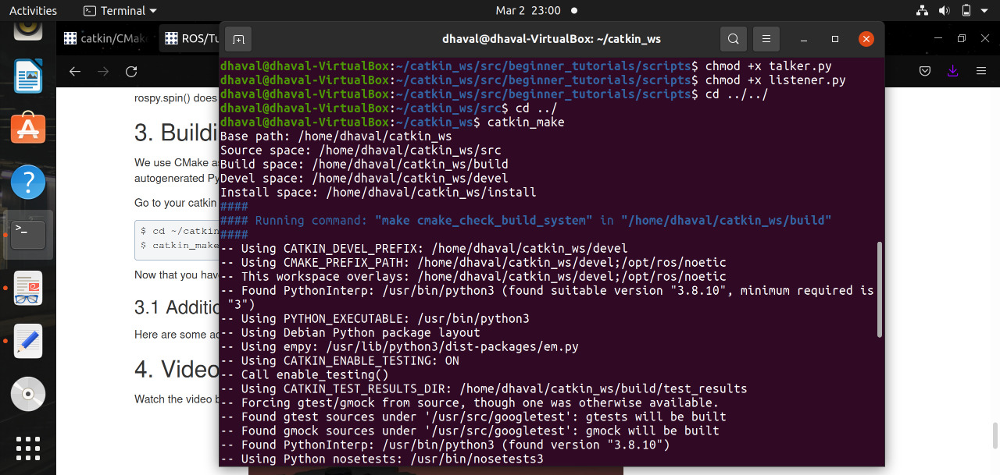 Activities
Terminal
Mar 2 23:00
catkin/CMak
ROS/Tu
dhaval@dhaval-VirtualBox: ~/catkin_ws
rospy.spin() does
3. Buildi
We use CMake as
autogenerated Py
Go to your catkin
$ cd ~/catkin
$ catkin_make
Now that you hav
3.1 Additio
Here are some ad
4. Video
Watch the video b
dhaval@dhaval-VirtualBox:~/catkin_ws/src/beginner_tutorials/scripts$ chmod +x talker.py
dhaval@dhaval-VirtualBox:~/catkin_ws/src/beginner_tutorials/scripts$ chmod +x listener.py
dhaval@dhaval-VirtualBox:~/catkin_ws/src/beginner_tutorials/scripts$ cd ../../
dhaval@dhaval-VirtualBox:~/catkin_ws/src$ cd ../
dhaval@dhaval-VirtualBox:~/catkin_ws$ catkin_make
Base path: /home/dhaval/catkin_ws
Source space: /home/dhaval/catkin_ws/src
Build space: /home/dhaval/catkin_ws/build
Devel space: /home/dhaval/catkin_ws/devel
Install space: /home/dhaval/catkin_ws/install
####
#### Running command: "make cmake_check_build_system" in "/home/dhaval/catkin_ws/build"
####
-- Using CATKIN_DEVEL_PREFIX: /home/dhaval/catkin_ws/devel
-- Using CMAKE_PREFIX_PATH: /home/dhaval/catkin_ws/devel;/opt/ros/noetic
-- This workspace overlays: /home/dhaval/catkin_ws/devel;/opt/ros/noetic
-- Found PythonInterp: /usr/bin/python3 (found suitable version "3.8.10", minimum required is
"3")
-- Using PYTHON_EXECUTABLE: /usr/bin/python3
-- Using Debian Python package layout
-- Using empy: /usr/lib/python3/dist-packages/em.py
-- Using CATKIN_ENABLE_TESTING: ON
-- Call enable_testing()
-- Using CATKIN_TEST_RESULTS_DIR: /home/dhaval/catkin_ws/build/test_results
-- Forcing gtest/gmock from source, though one was otherwise available.
-- Found gtest sources under '/usr/src/googletest': gtests will be built
-- Found gmock sources under '/usr/src/googletest': gmock will be built
-- Found PythonInterp: /usr/bin/python3 (found version "3.8.10")
-- Using Python nosetests: /usr/bin/nosetests3